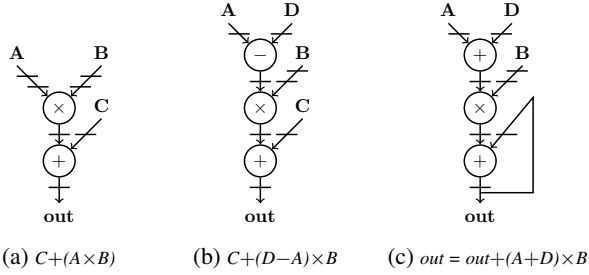 A D A D
A B B B
− +
× C × C ×
+ + +
out out out
(a) C+(A×B) (b) C+(D−A)×B (c) out = out+(A+D)×B